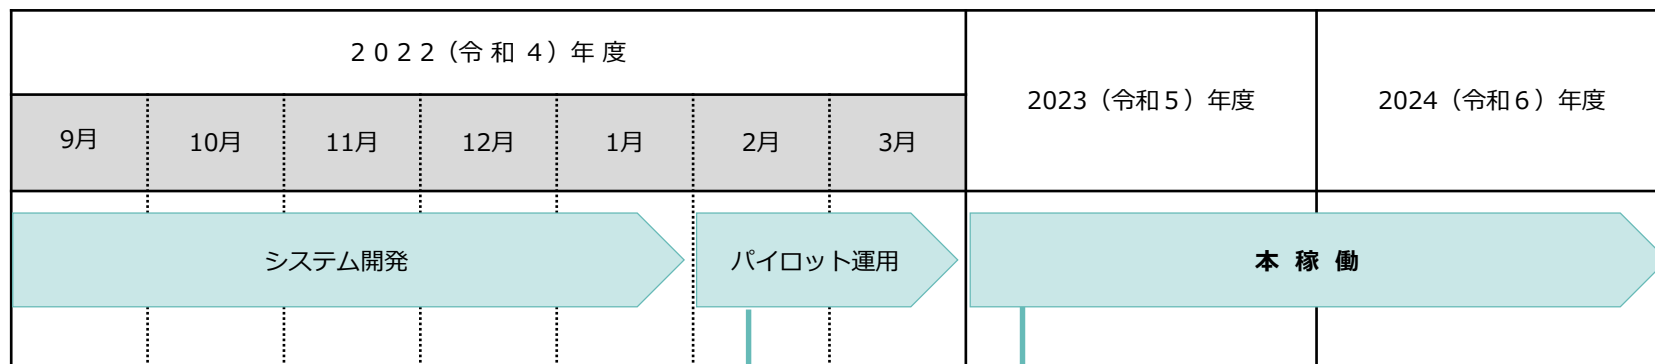 ２０２２（令和４）年度
2023（令和５）年度
2024（令和６）年度
9月
10月
11月
12月
1月
2月
3月
システム開発
パイロット運用
本稼働